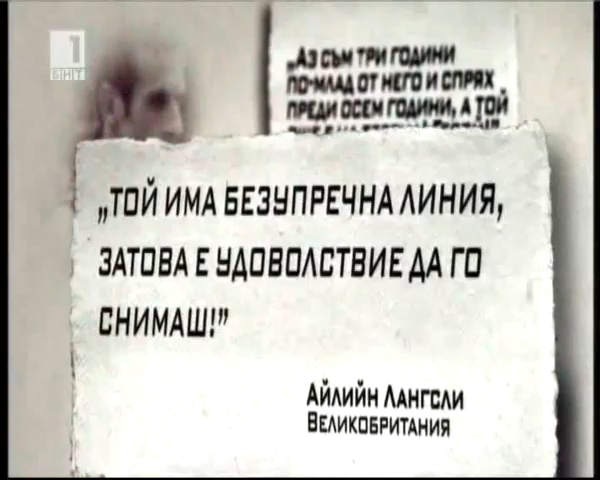 1
БНТ
„Аз съм три години
по-млад от него и спрях
преди осем години, а той
„Той има безупречна линия,
затова е удоволствие да го
снимаш!”
Айлийн Лангсли
Великобритания